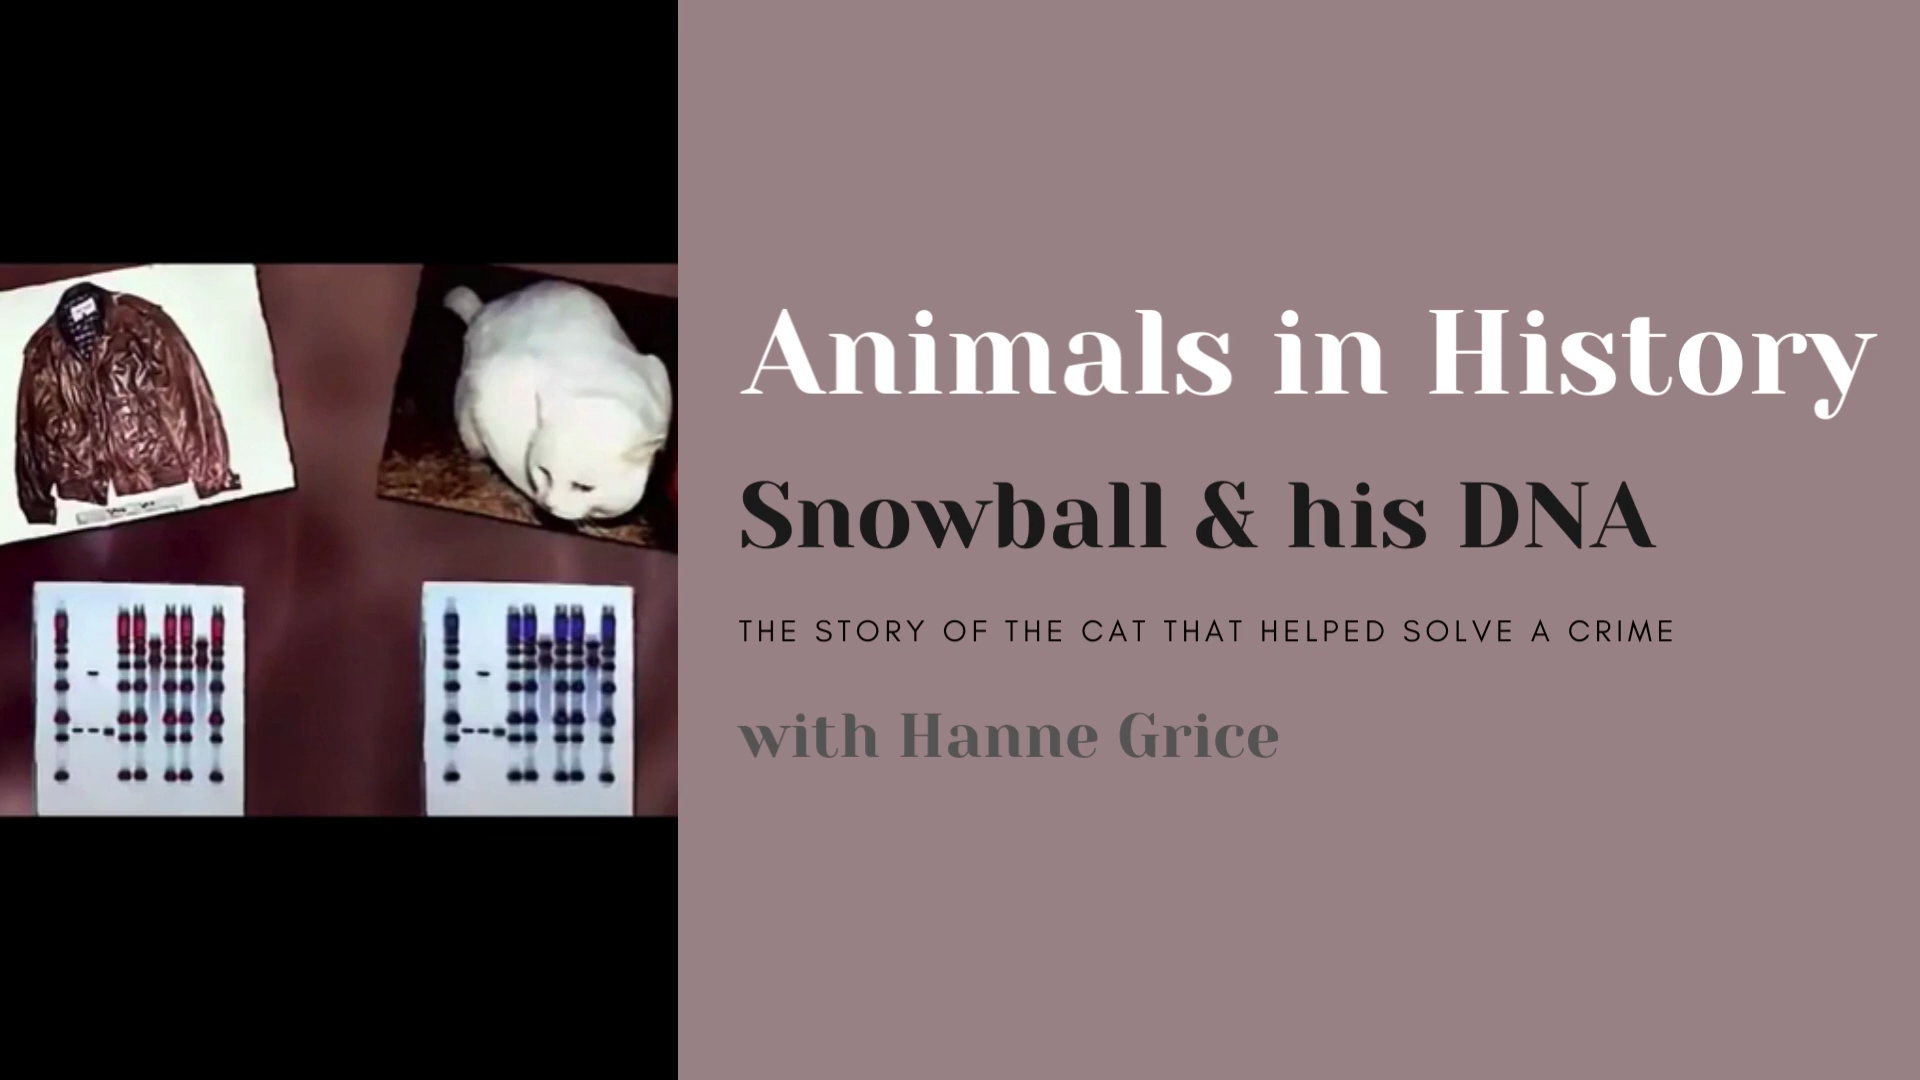 Animals in History
Snowball & his DNA
THE STORY OF THE CAT THAT HELPED SOLVE A CRIME
with Hanne Grice